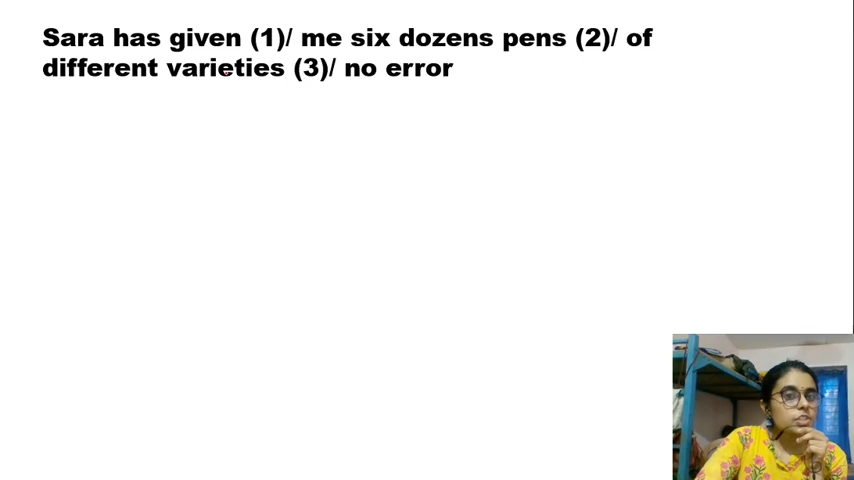 Sara has given (1)/ me six dozens pens (2)/ of
different varieties (3)/ no error